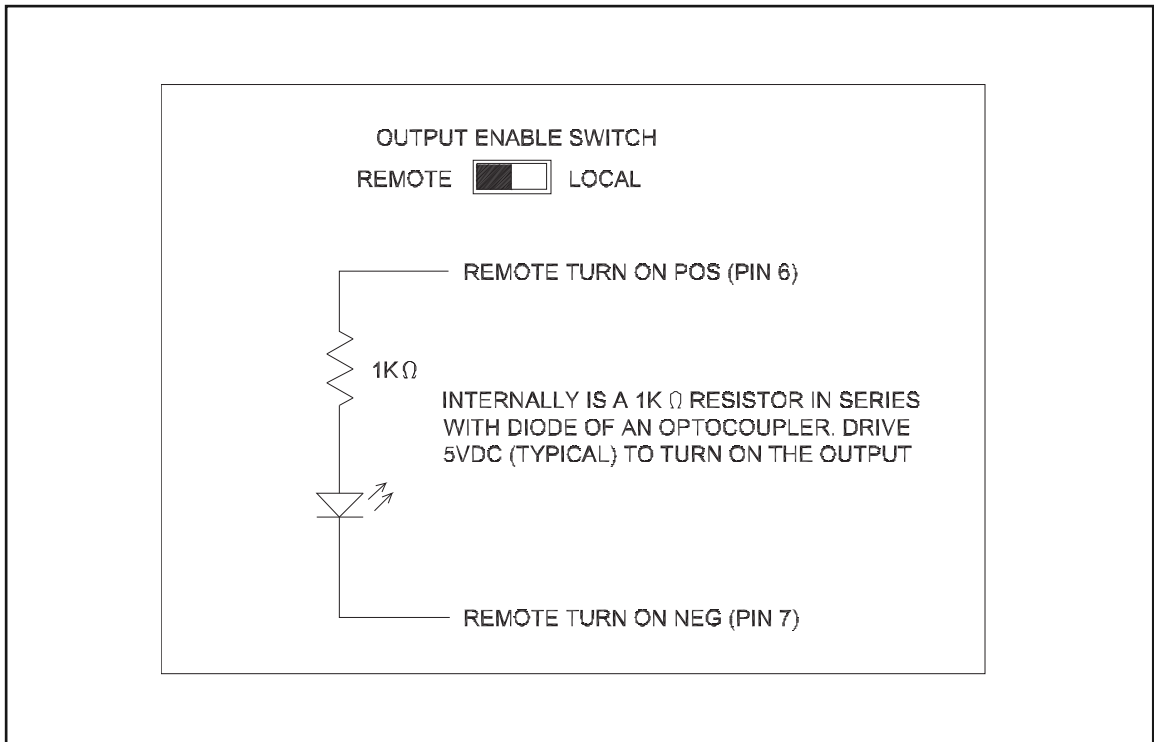 OUTPUT ENABLE SWITCH
REMOTE LOCAL
REMOTE TURN ON POS (PIN 6)
1K Ω
INTERNALLY IS A 1K Ω RESISTOR IN SERIES
WITH DIODE OF AN OPTOCOUPLER. DRIVE
5VDC (TYPICAL) TO TURN ON THE OUTPUT
REMOTE TURN ON NEG (PIN 7)